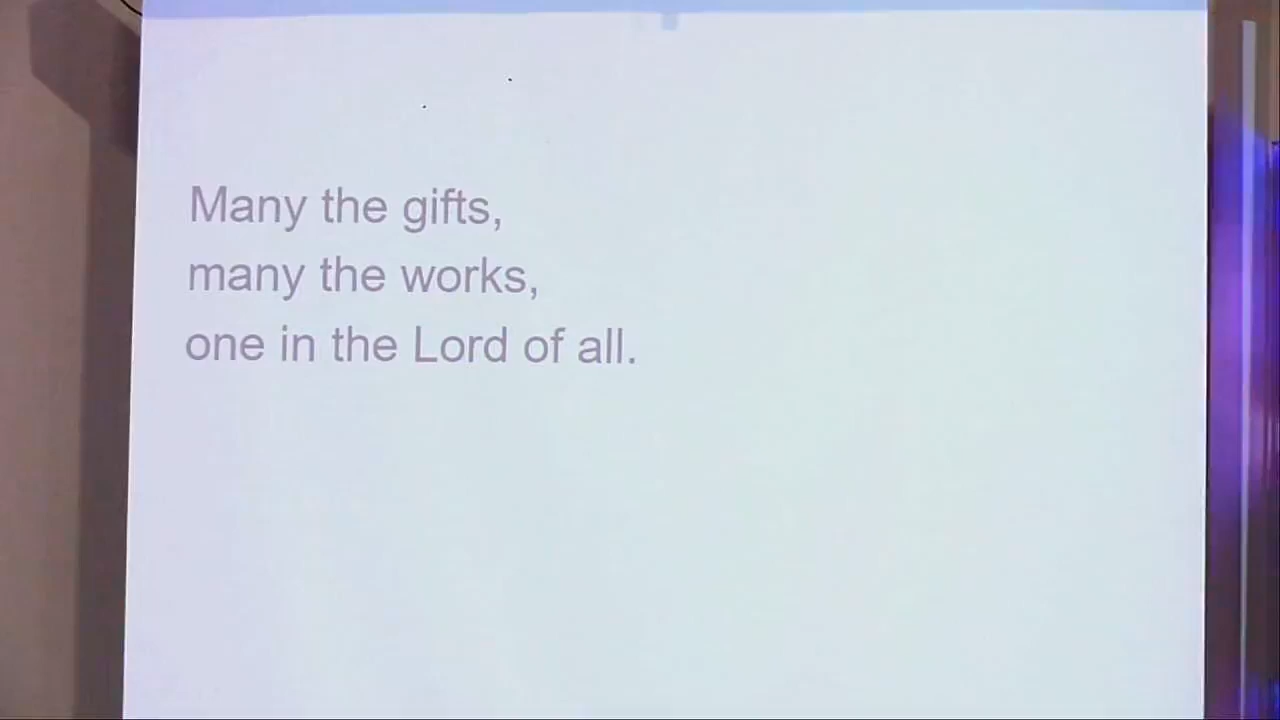 Many the gifts,
many the works,
one in the Lord of all.